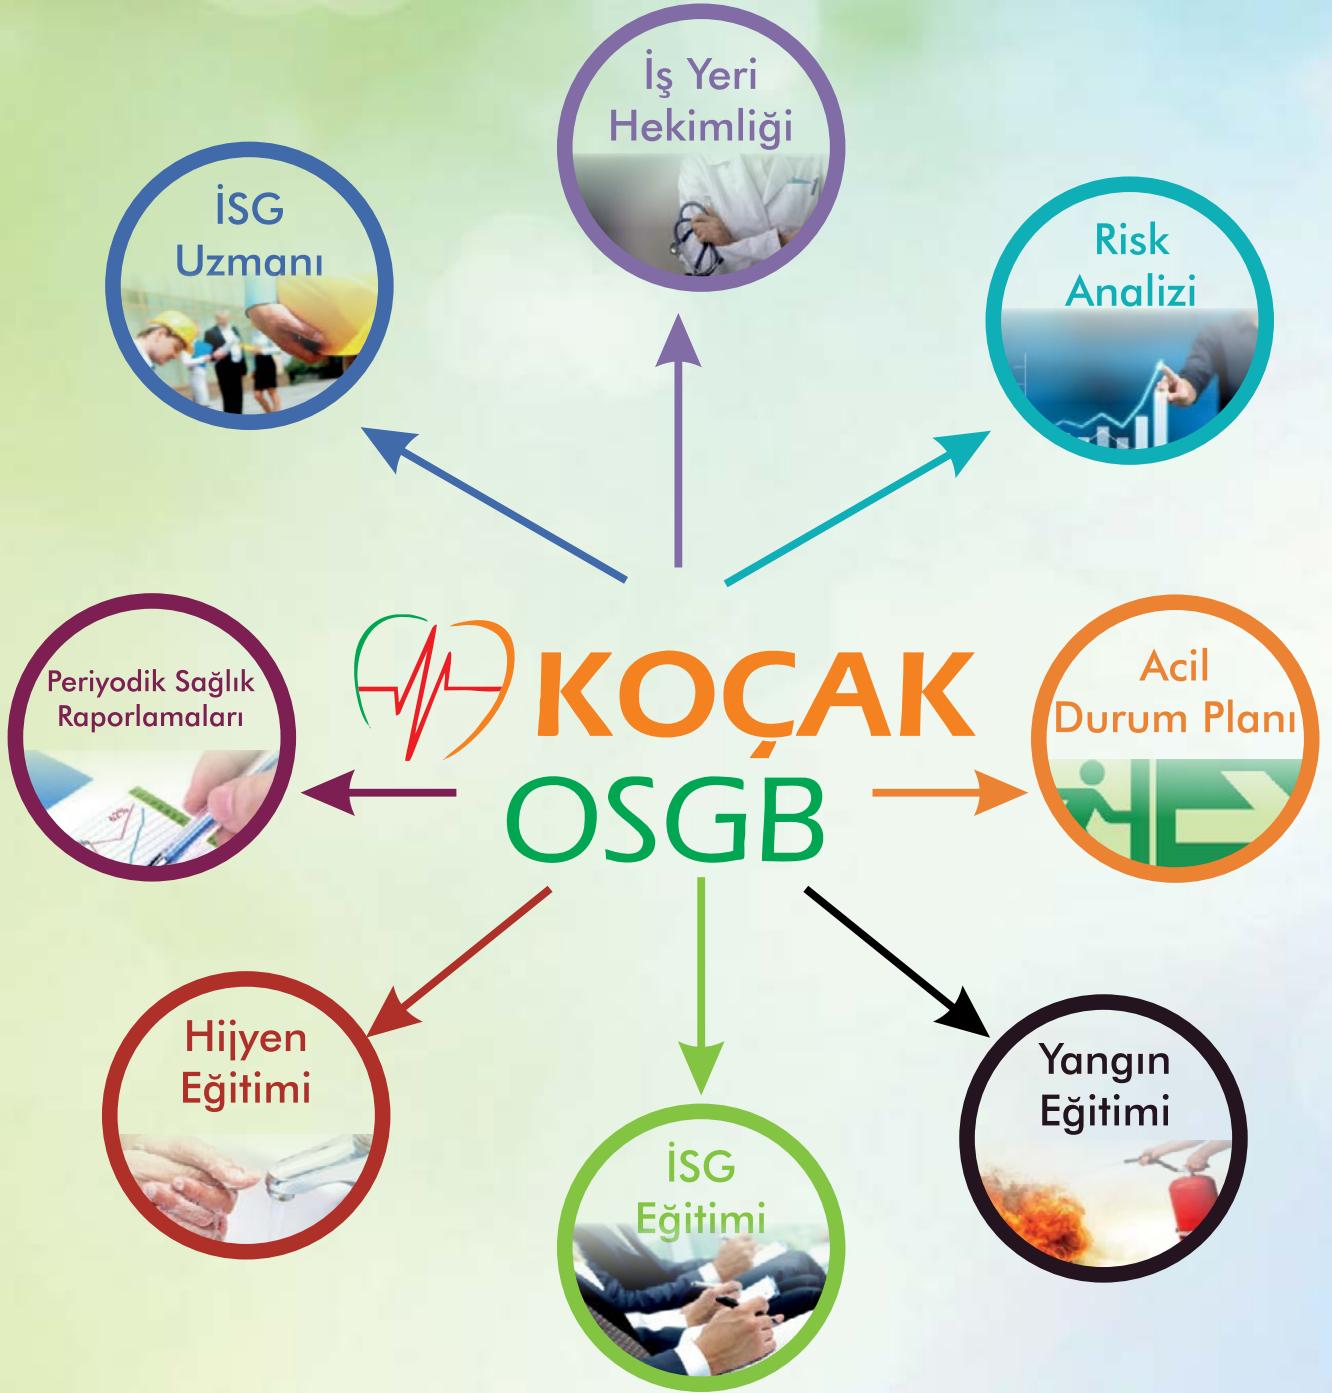 İş Yeri
Hekimliği
İSG
Uzmanı
Risk
Analizi
Periyodik Sağlık
Raporlamaları
KOÇAK
OSGB
Acil
Durum Planı
Hijyen
Eğitimi
Yangın
Eğitimi
İSG
Eğitimi